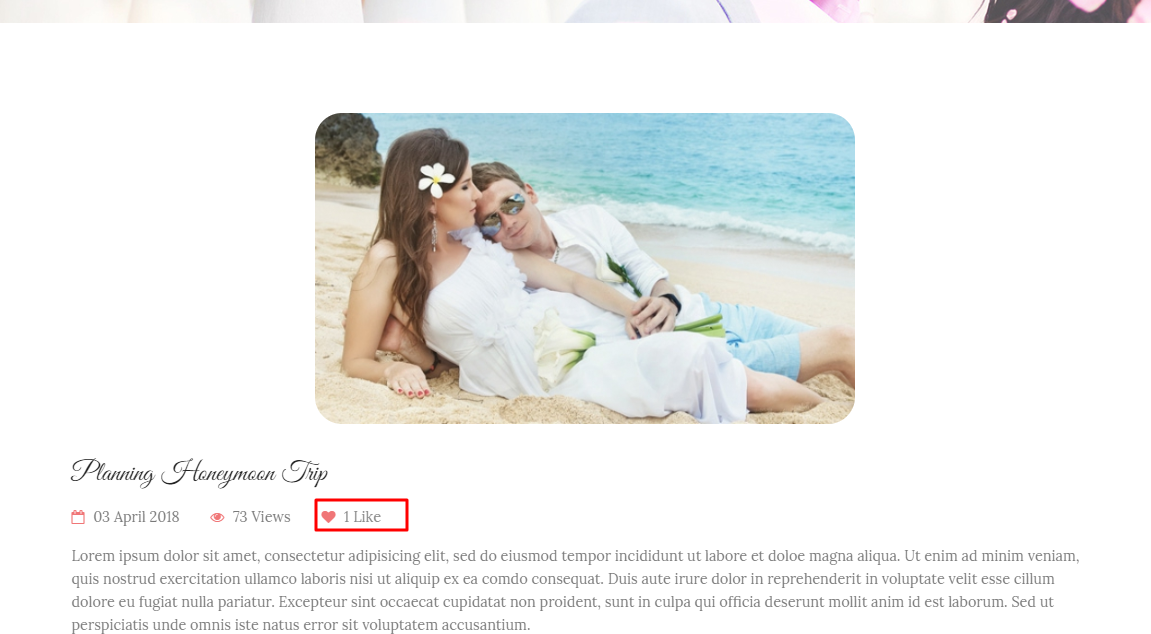 Planning Honeymoon Trip
03 April 2018 73 Views 1 Like
Lorem ipsum dolor sit amet, consectetur adipisicing elit, sed do eiusmod tempor incididunt ut labore et doloe magna aliqua. Ut enim ad minim veniam,
quis nostrud exercitation ullamco laboris nisi ut aliquip ex ea comdo consequat. Duis aute irure dolor in reprehenderit in voluptate velit esse cillum
dolore eu fugiat nulla pariatur. Excepteur sint occaecat cupidatat non proident, sunt in culpa qui officia deserunt mollit anim id est laborum. Sed ut
perspiciatis unde omnis iste natus error sit voluptatem accusantium.